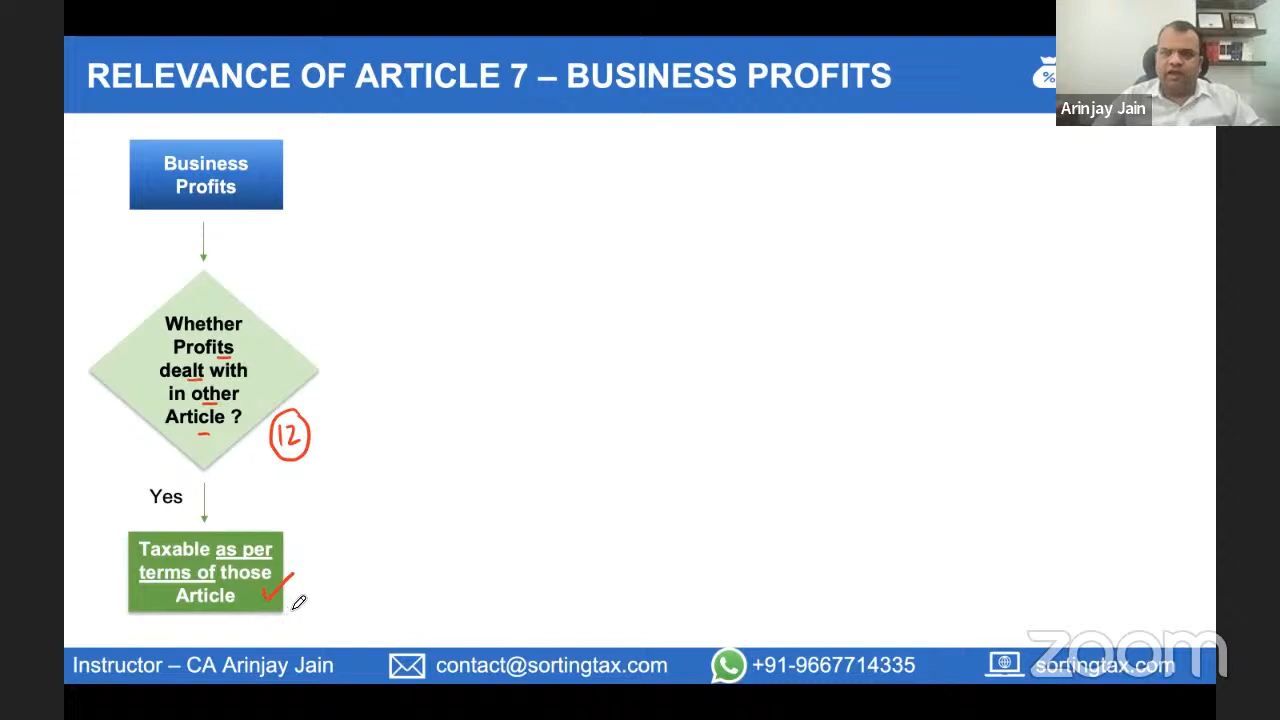 RELEVANCE OF ARTICLE 7 – BUSINESS PROFITS
%
Arinjay Jain
Business
Profits
Whether
Profits
dealt with
in other
Article ?
12
Yes
Taxable as per
terms of those
Article
Instructor – CA Arinjay Jain
contact@sortingtax.com
+91-9667714335
sortingtax.com
zoom